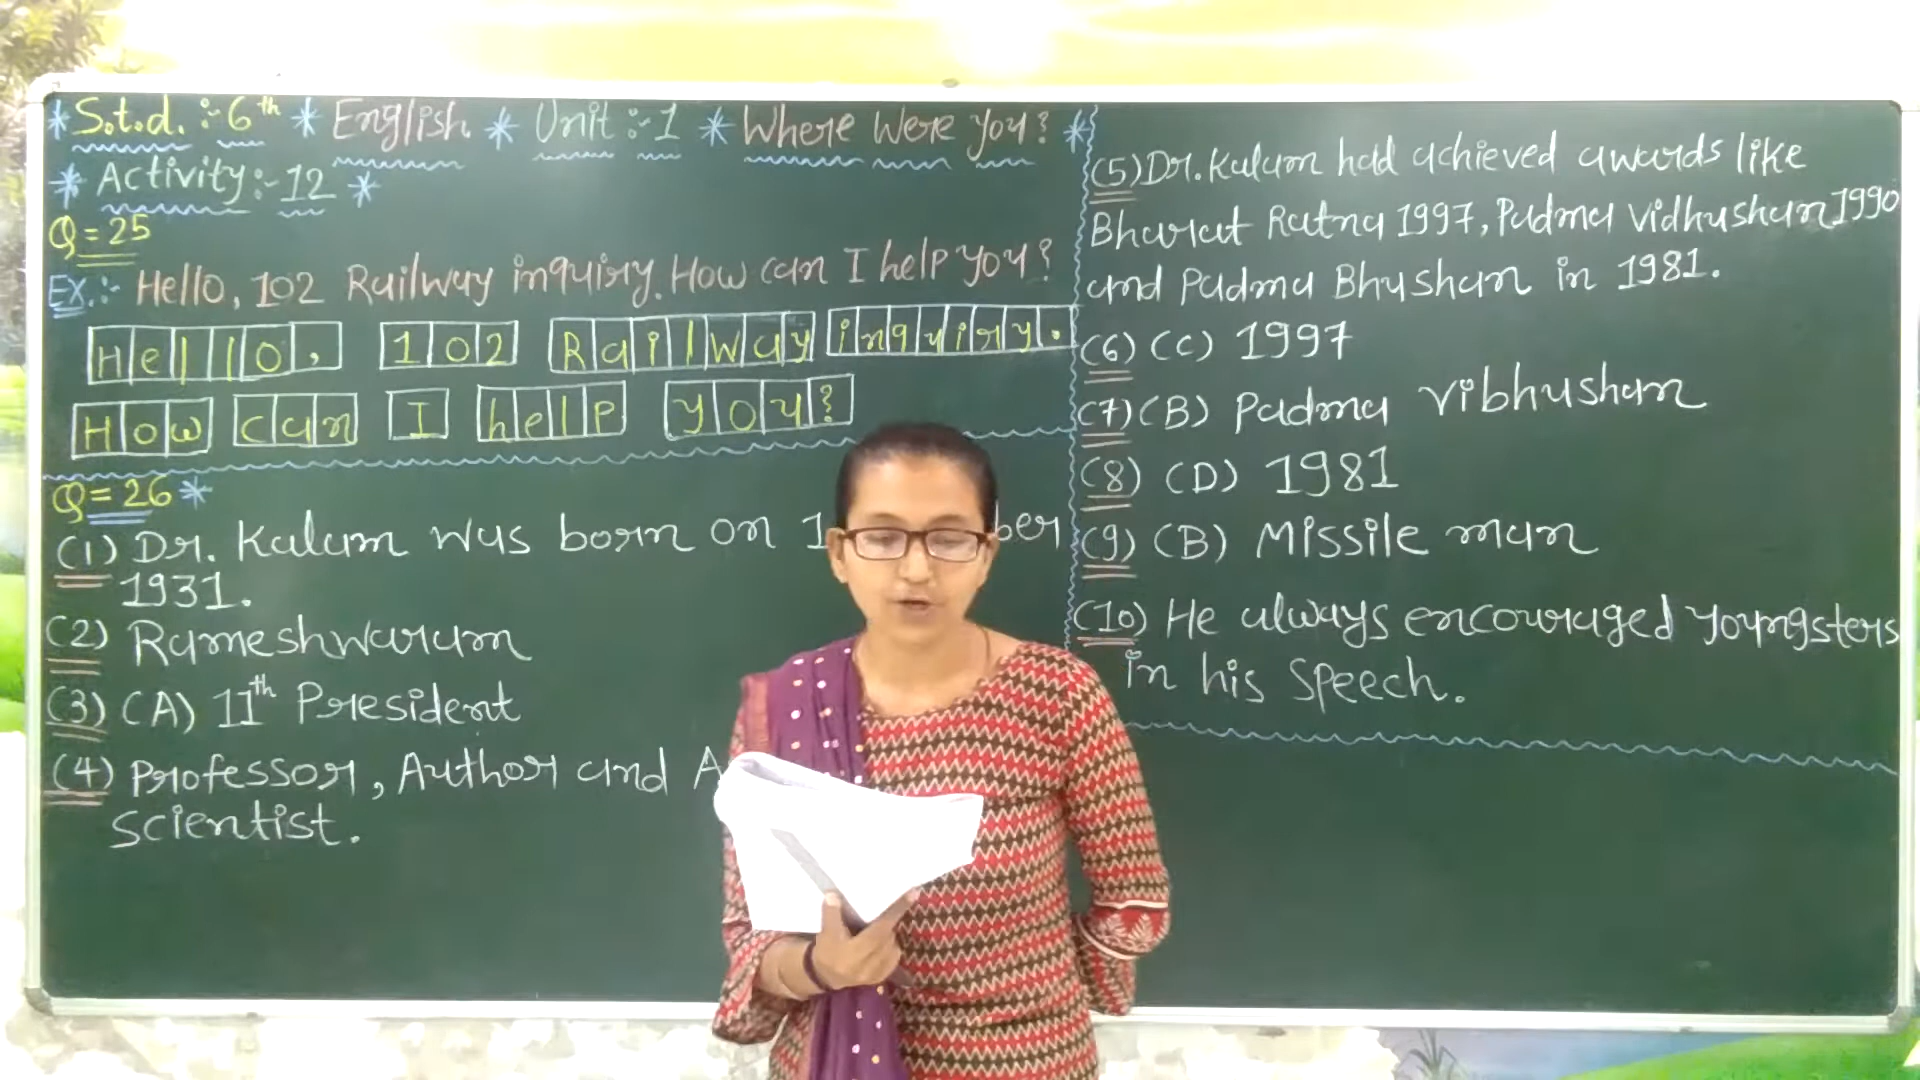 * S.t.d. :- 6th * English * Unit :- 1 * Where Were You? *
* Activity :- 12 *
Q = 25
EX. :- Hello, 102 Railway inquiry. How can I help you?
Hello, 102 Railway inquiry.
How can I help you?
Q = 26 *
(1) Dr. Kalam was born on 1 ber
1931.
(2) Rameshwaram
(3) (A) 11th President
(4) Professor, Author and A
scientist.
(5) Dr. Kalam had achieved awards like
Bharat Ratna 1997, Padma Vidhushan 1990
and Padma Bhushan in 1981.
(6) (C) 1997
(7) (B) Padma Vibhushan
(8) (D) 1981
(9) (B) Missile man
(10) He always encouraged youngsters
in his speech.